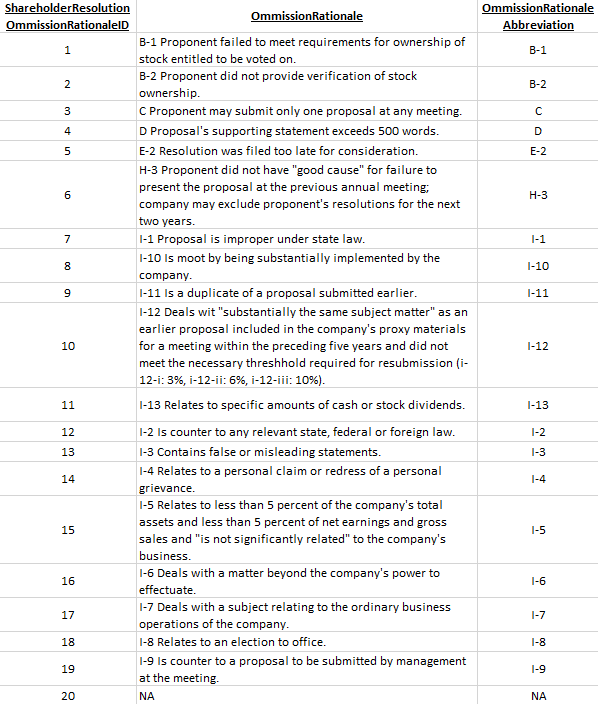 ShareholderResolution OmmissionRationaleID
OmmissionRationale
OmmissionRationale Abbreviation
1
B-1 Proponent failed to meet requirements for ownership of
stock entitled to be voted on.
B-1
2
B-2 Proponent did not provide verification of stock
ownership.
B-2
3
C Proponent may submit only one proposal at any meeting.
C
4
D Proposal's supporting statement exceeds 500 words.
D
5
E-2 Resolution was filed too late for consideration.
E-2
6
H-3 Proponent did not have "good cause" for failure to
present the proposal at the previous annual meeting;
company may exclude proponent's resolutions for the next
two years.
H-3
7
I-1 Proposal is improper under state law.
I-1
8
I-10 Is moot by being substantially implemented by the
company.
I-10
9
I-11 Is a duplicate of a proposal submitted earlier.
I-11
10
I-12 Deals wit "substantially the same subject matter" as an
earlier proposal included in the company's proxy materials
for a meeting within the preceding five years and did not
meet the necessary threshhold required for resubmission (i-
12-i: 3%, i-12-ii: 6%, i-12-iii: 10%).
I-12
11
I-13 Relates to specific amounts of cash or stock dividends.
I-13
12
I-2 Is counter to any relevant state, federal or foreign law.
I-2
13
I-3 Contains false or misleading statements.
I-3
14
I-4 Relates to a personal claim or redress of a personal
grievance.
I-4
15
I-5 Relates to less than 5 percent of the company's total
assets and less than 5 percent of net earnings and gross
sales and "is not significantly related" to the company's
business.
I-5
16
I-6 Deals with a matter beyond the company's power to
effectuate.
I-6
17
I-7 Deals with a subject relating to the ordinary business
operations of the company.
I-7
18
I-8 Relates to an election to office.
I-8
19
I-9 Is counter to a proposal to be submitted by management
at the meeting.
I-9
20
NA
NA